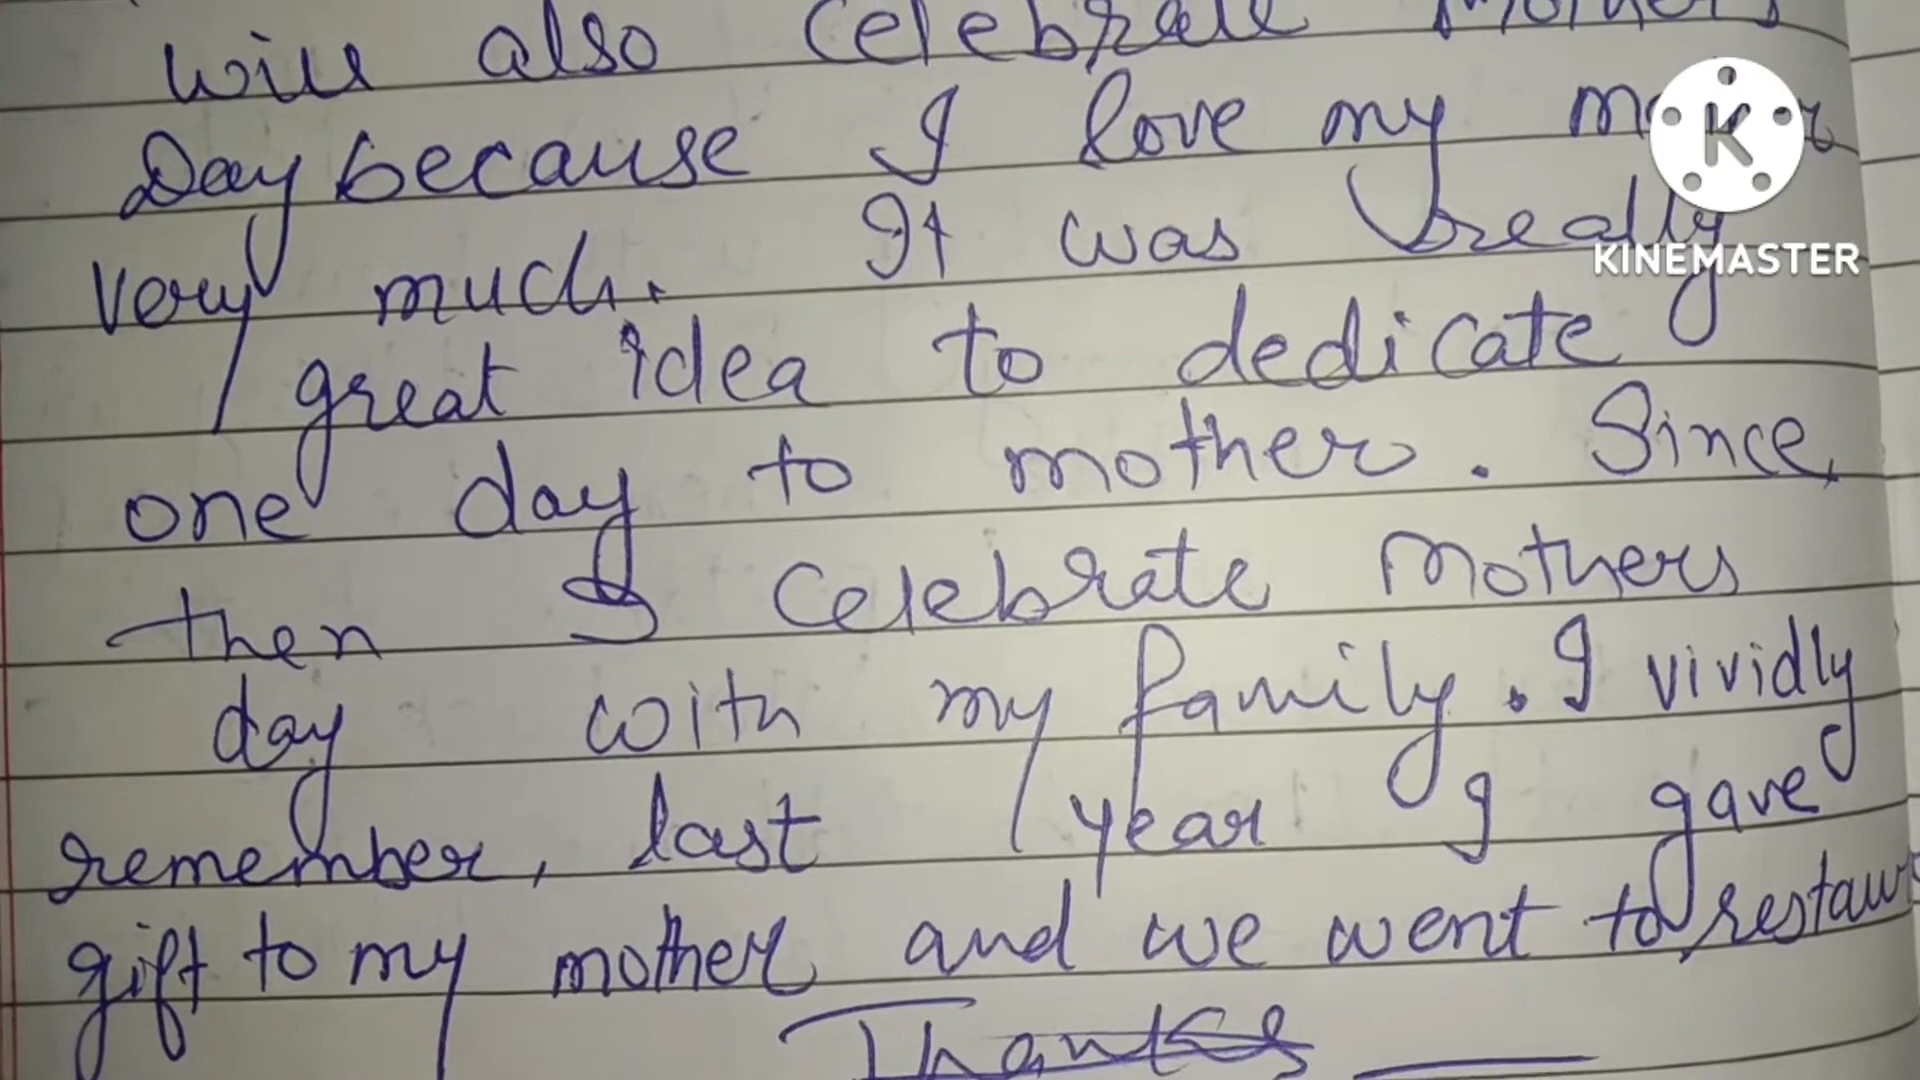 will also celebrate Mothers
Day because I love my
very much. It was really
great idea to dedicate
one day to mother. Since,
then I celebrate Mothers
day with my family. I vividly
remember, last year I gave
gift to my mother and we went to
Thanks
KINEMASTER